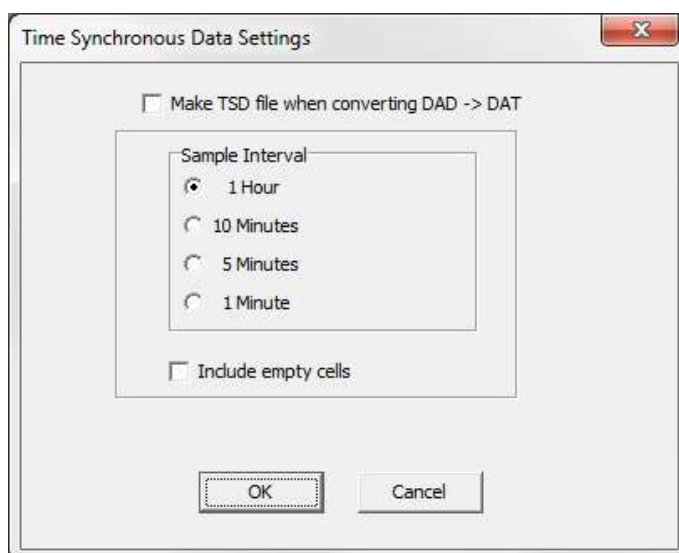 Time Synchronous Data Settings
Make TSD file when converting DAD -> DAT
Sample Interval
1 Hour
10 Minutes
5 Minutes
1 Minute
Include empty cells
OK Cancel